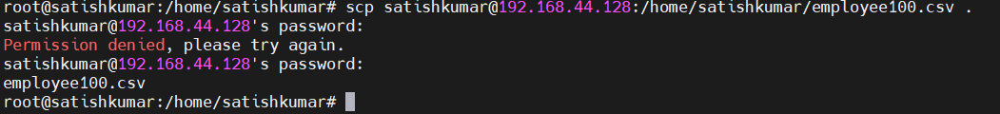 root@satishkumar:/home/satishkumar# scp satishkumar@192.168.44.128:/home/satishkumar/employee100.csv .
satishkumar@192.168.44.128's password:
Permission denied, please try again.
satishkumar@192.168.44.128's password:
employee100.csv
root@satishkumar:/home/satishkumar#